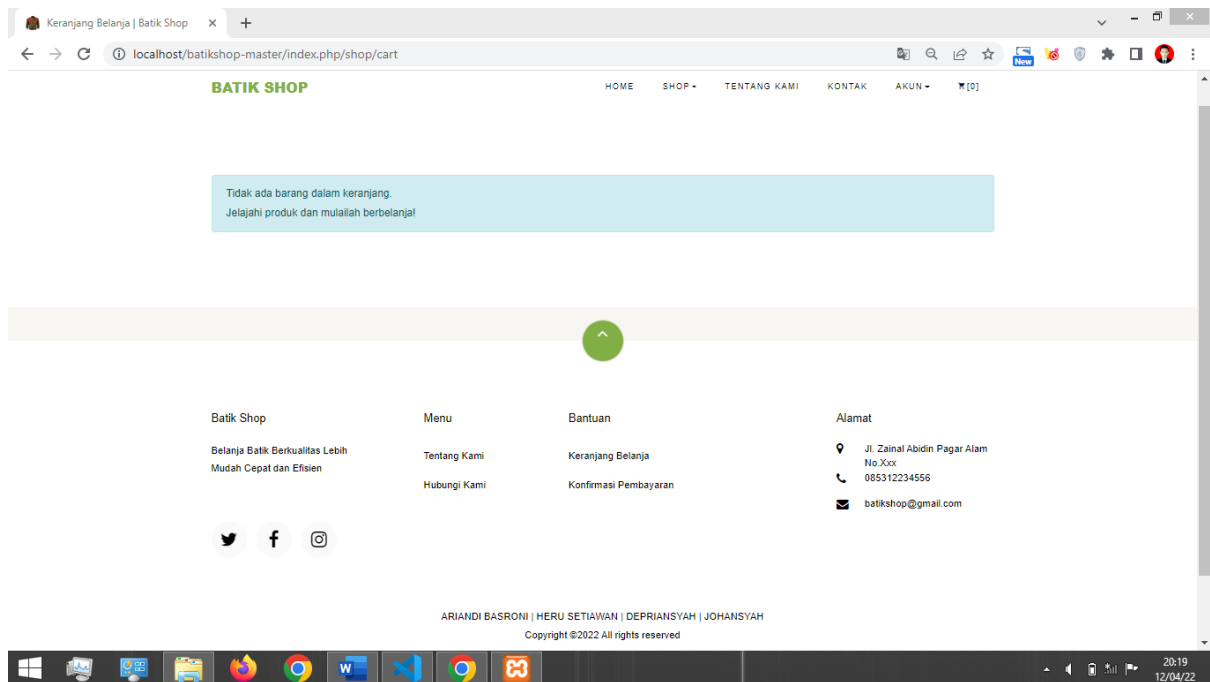 Keranjang Belanja | Batik Shop
localhost/batikshop-master/index.php/shop/cart
New
BATIK SHOP
HOME
SHOP
TENTANG KAMI
KONTAK
AKUN
[0]
Tidak ada barang dalam keranjang.
Jelajahi produk dan mulailah berbelanja!
Batik Shop
Belanja Batik Berkualitas Lebih
Mudah Cepat dan Efisien
Menu
Tentang Kami
Hubungi Kami
Bantuan
Keranjang Belanja
Konfirmasi Pembayaran
Alamat
Jl. Zainal Abidin Pagar Alam
No.Xxx
085312234556
batikshop@gmail.com
ARIANDI BASRONI | HERU SETIAWAN | DEPRIANSYAH | JOHANSYAH
Copyright ©2022 All rights reserved
20:19
12/04/22